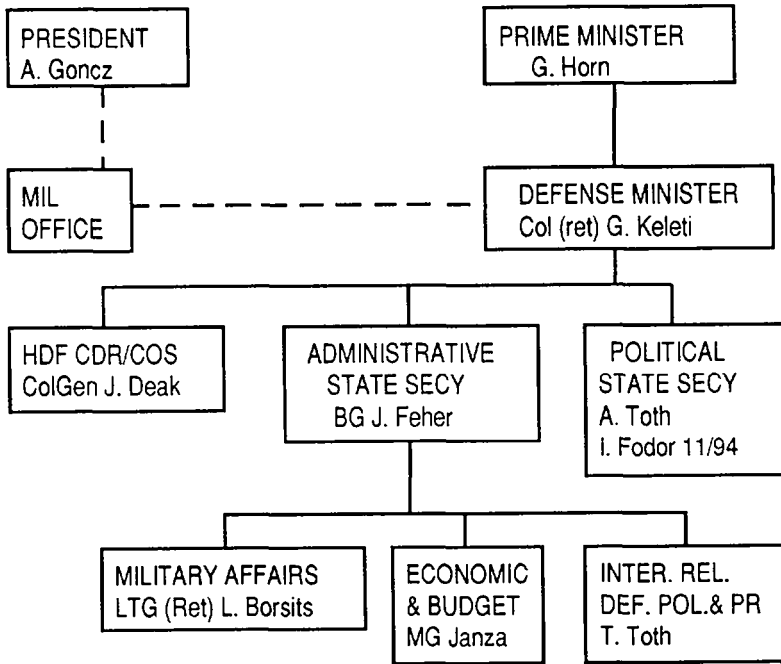 PRESIDENT
A. Goncz
PRIME MINISTER
G. Horn
MIL
OFFICE
DEFENSE MINISTER
Col (ret) G. Keleti
HDF CDR/COS
ColGen J. Deak
ADMINISTRATIVE
STATE SECY
BG J. Feher
POLITICAL
STATE SECY
A. Toth
I. Fodor 11/94
MILITARY AFFAIRS
LTG (Ret) L. Borsits
ECONOMIC
& BUDGET
MG Janza
INTER. REL.
DEF. POL.& PR
T. Toth